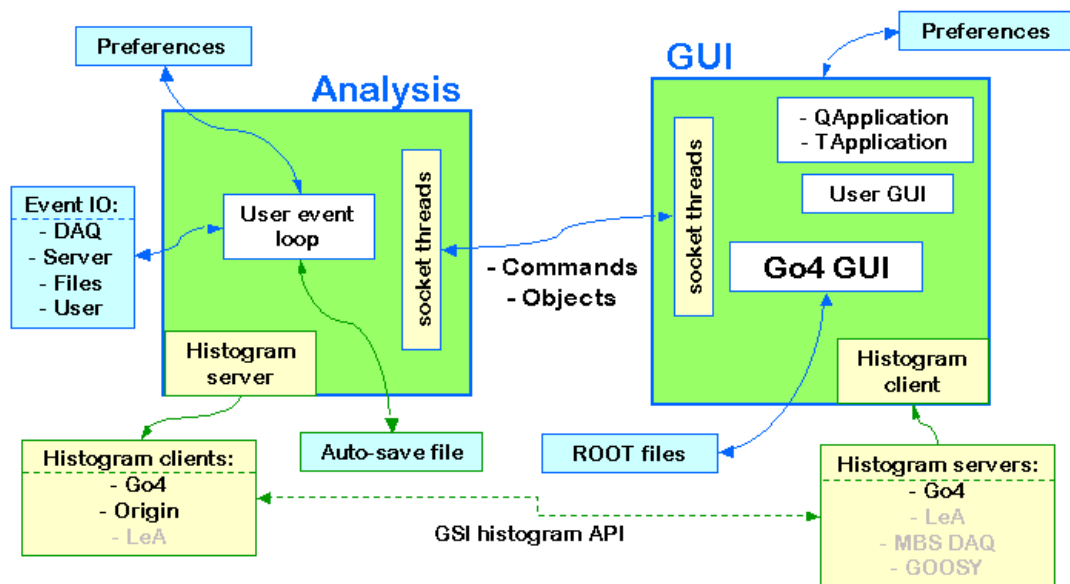 Preferences
Preferences
GUI
Analysis
- QApplication
- TApplication
socket threads
socket threads
User GUI
Event IO:
- DAQ
- Server
- Files
- User
User event
loop
- Commands
- Objects
Go4 GUI
Histogram
server
Histogram
client
Auto-save file
ROOT files
Histogram clients:
- Go4
- Origin
- LeA
Histogram servers:
- Go4
- LeA
- MBS DAQ
- GOOSY
GSI histogram API